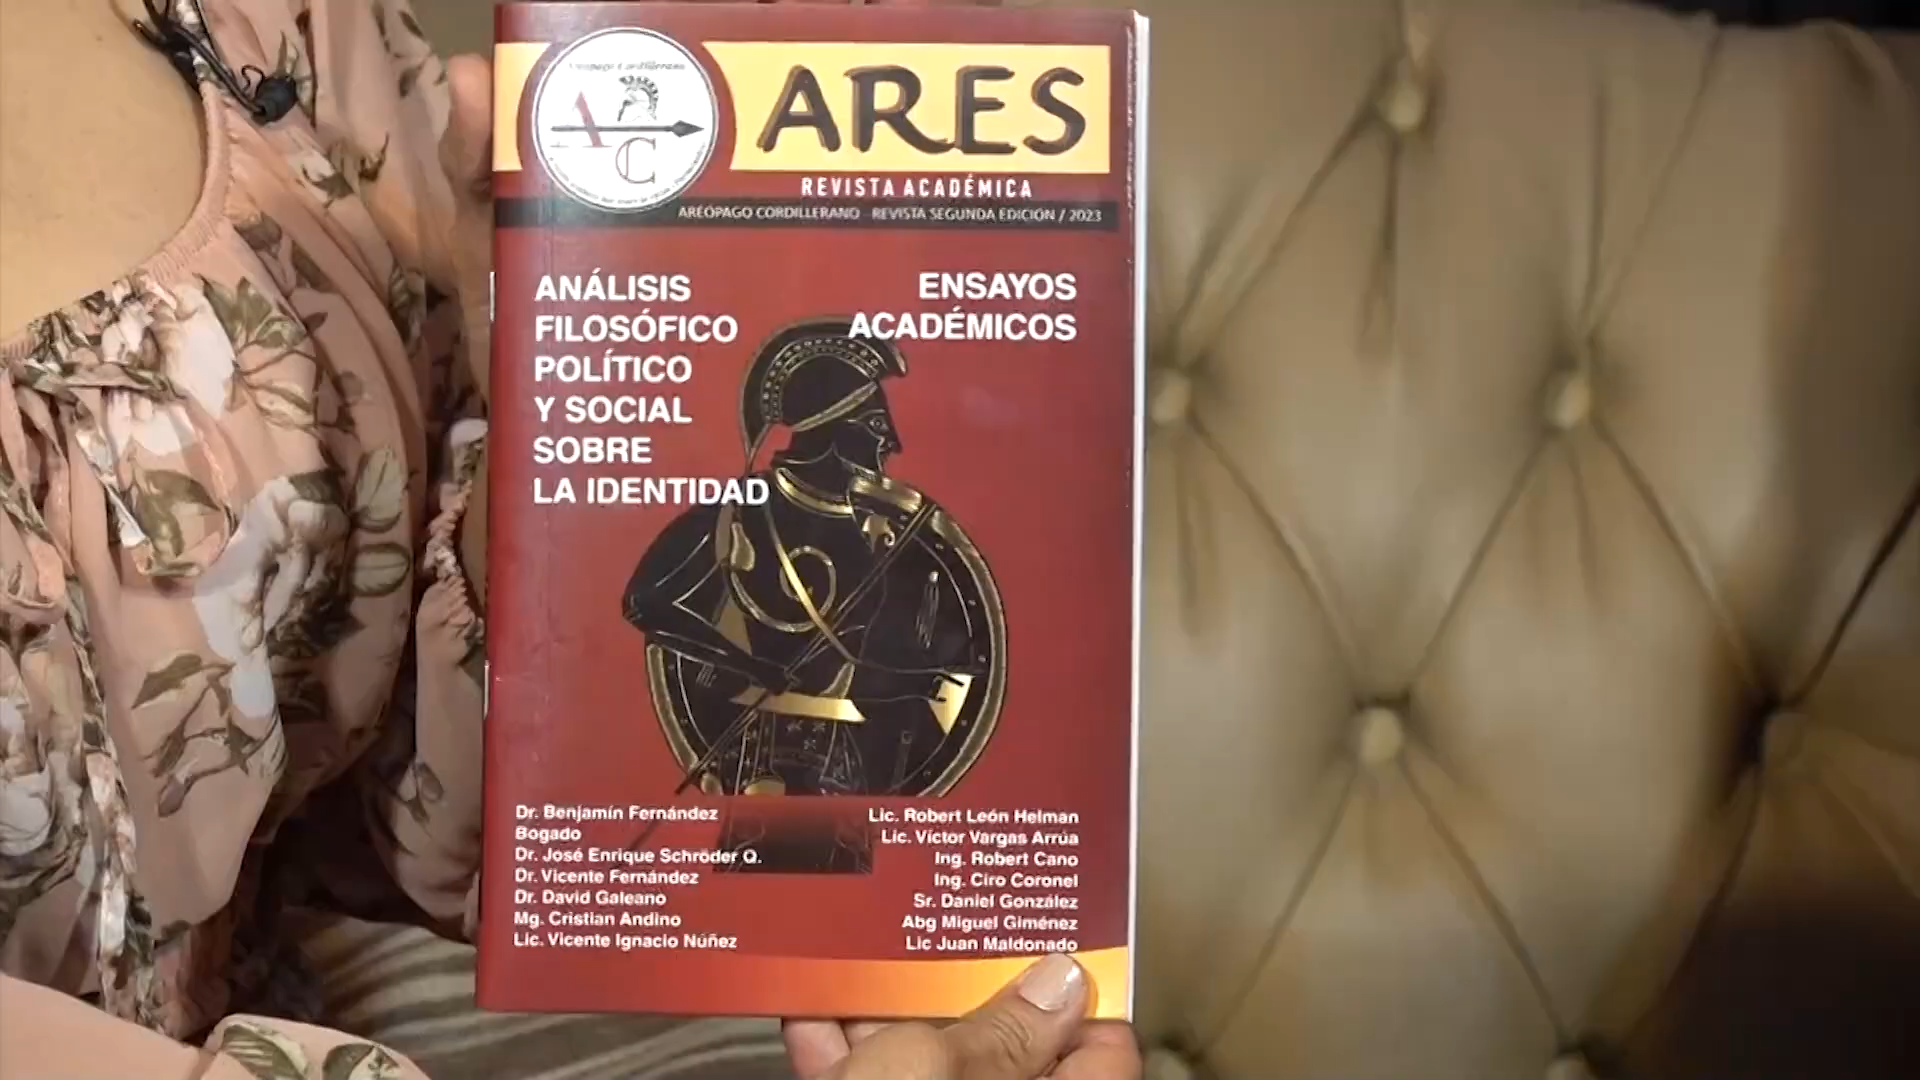 Areópago Cordillerano
A
C
ARES
REVISTA ACADÉMICA
AREÓPAGO CORDILLERANO - REVISTA SEGUNDA EDICIÓN / 2023
ANÁLISIS
FILOSÓFICO
POLÍTICO
Y SOCIAL
SOBRE
LA IDENTIDAD
ENSAYOS
ACADÉMICOS
Dr. Benjamín Fernández
Bogado
Dr. José Enrique Schröder Q.
Dr. Vicente Fernández
Dr. David Galeano
Mg. Cristian Andino
Lic. Vicente Ignacio Núñez
Lic. Robert León Helman
Lic. Víctor Vargas Arrúa
Ing. Robert Cano
Ing. Ciro Coronel
Sr. Daniel González
Abg Miguel Giménez
Lic Juan Maldonado